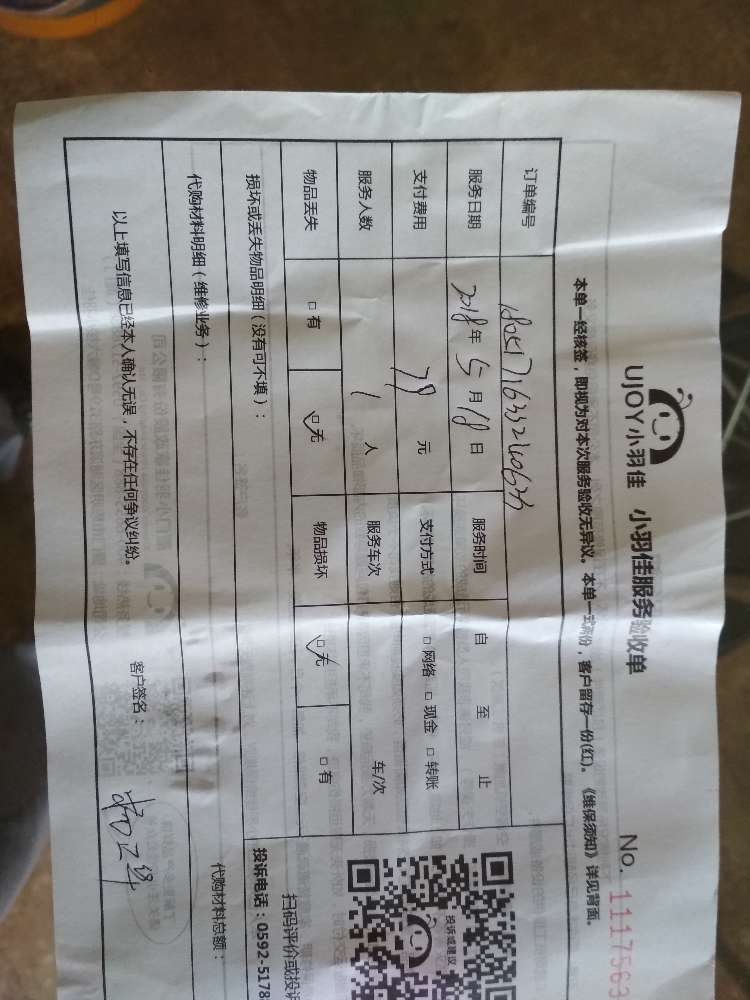 UJOY小羽佳 小羽佳服务验收单
No. 1117563
本单一经核签，即视为对本次服务验收无异议。本单一式两份，客户留存一份(红)。《维保须知》详见背面。
订单编号
服务日期 2018年 5月 18日 服务时间 自 至 止
支付费用 79元 支付方式 □网络 □现金 □转账
服务人数 1人 服务车次 车/次
物品丢失 □有 □无 物品损坏 □无 □有
损坏或丢失物品明细（没有可不填）：
投诉或建议
扫码评价或投诉
投诉电话：0592-5178
代购材料明细（维修业务）：
代购材料总额：
以上填写信息已经本人确认无误，不存在任何争议纠纷。
客户签名：